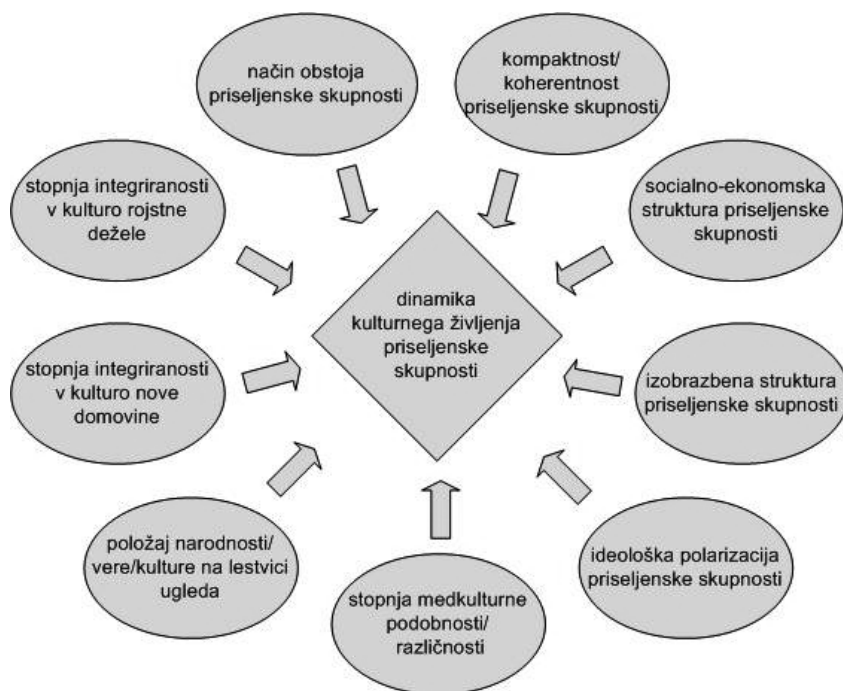 način obstoja
priseljenske skupnosti
kompaktnost/
koherentnost
priseljenske skupnosti
stopnja integriranosti
v kulturo rojstne
dežele
socialno-ekonomska
struktura priseljenske
skupnosti
dinamika
kulturnega življenja
priseljenske
skupnosti
stopnja integriranosti
v kulturo nove
domovine
izobrazbena struktura
priseljenske skupnosti
položaj narodnosti/
vere/kulture na lestvici
ugleda
stopnja medkulturne
podobnosti/
različnosti
ideološka polarizacija
priseljenske skupnosti